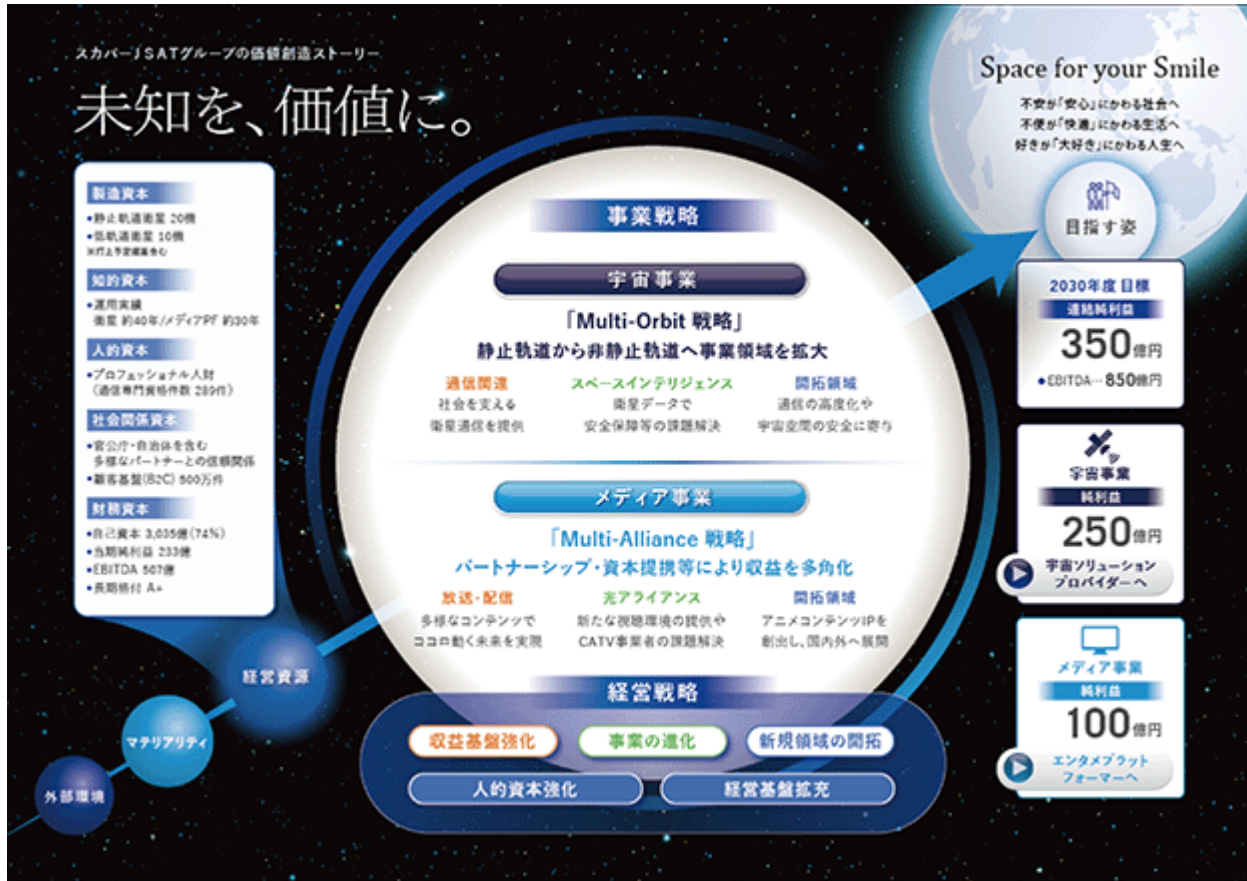 スカパーJSATグループの価値創造ストーリー
未知を、価値に。
製造資本
•静止軌道衛星 20機
•低軌道衛星 10機
※打上予定衛星含む
知的資本
•運用実績
衛星 約40年/メディアPF 約30年
人的資本
•プロフェッショナル人財
(通信専門資格件数 289件)
社会関係資本
•官公庁・自治体を含む
多様なパートナーとの信頼関係
•顧客基盤(B2C) 500万件
財務資本
•自己資本 3,035億(74%)
•当期純利益 233億
•EBITDA 507億
•長期格付 A+
経営資源
マテリアリティ
外部環境
事業戦略
宇宙事業
「Multi-Orbit 戦略」
静止軌道から非静止軌道へ事業領域を拡大
通信関連
社会を支える
衛星通信を提供
スペースインテリジェンス
衛星データで
安全保障等の課題解決
開拓領域
通信の高度化や
宇宙空間の安全に寄与
メディア事業
「Multi-Alliance 戦略」
パートナーシップ・資本提携等により収益を多角化
放送・配信
多様なコンテンツで
ココロ動く未来を実現
光アライアンス
新たな視聴環境の提供や
CATV事業者の課題解決
開拓領域
アニメコンテンツIPを
創出し、国内外へ展開
経営戦略
収益基盤強化
事業の進化
新規領域の開拓
人的資本強化
経営基盤拡充
Space for your Smile
不安が「安心」にかわる社会へ
不便が「快適」にかわる生活へ
好きが「大好き」にかわる人生へ
目指す姿
2030年度 目標
連結純利益
350億円
•EBITDA…850億円
宇宙事業
純利益
250億円
宇宙ソリューション
プロバイダーへ
メディア事業
純利益
100億円
エンタメプラット
フォーマーへ